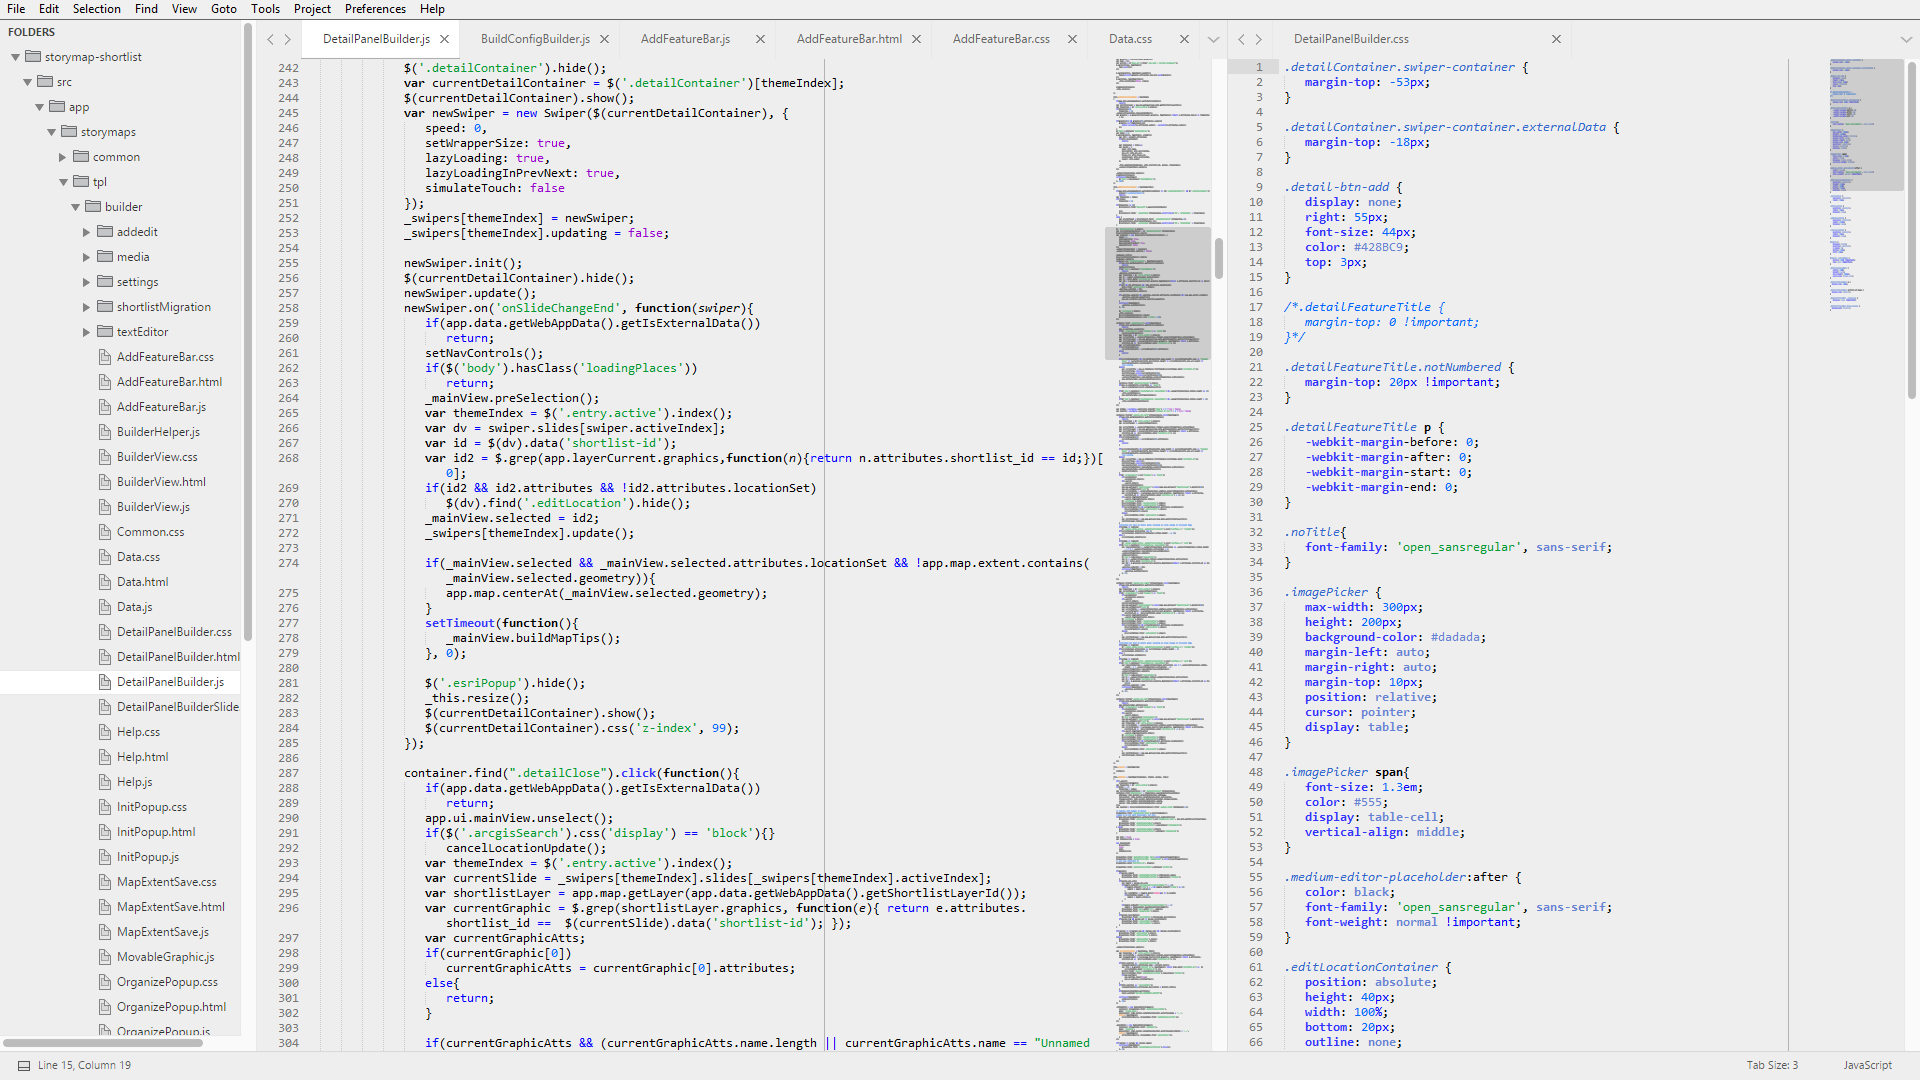 File Edit Selection Find View Goto Tools Project Preferences Help
FOLDERS
storymap-shortlist
src
app
storymaps
common
tpl
builder
addedit
media
settings
shortlistMigration
textEditor
AddFeatureBar.css
AddFeatureBar.html
AddFeatureBar.js
BuilderHelper.js
BuilderView.css
BuilderView.html
BuilderView.js
Common.css
Data.css
Data.html
Data.js
DetailPanelBuilder.css
DetailPanelBuilder.html
DetailPanelBuilder.js
DetailPanelBuilderSlide
Help.css
Help.html
Help.js
InitPopup.css
InitPopup.html
InitPopup.js
MapExtentSave.css
MapExtentSave.html
MapExtentSave.js
MovableGraphic.js
OrganizePopup.css
OrganizePopup.html
OrganizePopup.js
DetailPanelBuilder.js BuildConfigBuilder.js AddFeatureBar.js AddFeatureBar.html AddFeatureBar.css Data.css
242 $('.detailContainer').hide();
243 var currentDetailContainer = $('.detailContainer')[themeIndex];
244 $(currentDetailContainer).show();
245 var newSwiper = new Swiper($(currentDetailContainer), {
246 speed: 0,
247 setWrapperSize: true,
248 lazyLoading: true,
249 lazyLoadingInPrevNext: true,
250 simulateTouch: false
251 });
252 _swipers[themeIndex] = newSwiper;
253 _swipers[themeIndex].updating = false;
254
255 newSwiper.init();
256 $(currentDetailContainer).hide();
257 newSwiper.update();
258 newSwiper.on('onSlideChangeEnd', function(swiper){
259 if(app.data.getWebAppData().getIsExternalData())
260 return;
261 setNavControls();
262 if($('body').hasClass('loadingPlaces'))
263 return;
264 _mainView.preSelection();
265 var themeIndex = $('.entry.active').index();
266 var dv = swiper.slides[swiper.activeIndex];
267 var id = $(dv).data('shortlist-id');
268 var id2 = $.grep(app.layerCurrent.graphics,function(n){return n.attributes.shortlist_id == id;})[
0];
269 if(id2 && id2.attributes && !id2.attributes.locationSet)
270 $(dv).find('.editLocation').hide();
271 _mainView.selected = id2;
272 _swipers[themeIndex].update();
273
274 if(_mainView.selected && _mainView.selected.attributes.locationSet && !app.map.extent.contains(
_mainView.selected.geometry)){
275 app.map.centerAt(_mainView.selected.geometry);
276 }
277 setTimeout(function(){
278 _mainView.buildMapTips();
279 }, 0);
280
281 $('.esriPopup').hide();
282 _this.resize();
283 $(currentDetailContainer).show();
284 $(currentDetailContainer).css('z-index', 99);
285 });
286
287 container.find(".detailClose").click(function(){
288 if(app.data.getWebAppData().getIsExternalData())
289 return;
290 app.ui.mainView.unselect();
291 if($('.arcgisSearch').css('display') == 'block'){}
292 cancelLocationUpdate();
293 var themeIndex = $('.entry.active').index();
294 var currentSlide = _swipers[themeIndex].slides[_swipers[themeIndex].activeIndex];
295 var shortlistLayer = app.map.getLayer(app.data.getWebAppData().getShortlistLayerId());
296 var currentGraphic = $.grep(shortlistLayer.graphics, function(e){ return e.attributes.
shortlist_id == $(currentSlide).data('shortlist-id'); });
297 var currentGraphicAtts;
298 if(currentGraphic[0])
299 currentGraphicAtts = currentGraphic[0].attributes;
300 else{
301 return;
302 }
303
304 if(currentGraphicAtts && (currentGraphicAtts.name.length || currentGraphicAtts.name == "Unnamed
DetailPanelBuilder.css
1 .detailContainer.swiper-container {
2 margin-top: -53px;
3 }
4
5 .detailContainer.swiper-container.externalData {
6 margin-top: -18px;
7 }
8
9 .detail-btn-add {
10 display: none;
11 right: 55px;
12 font-size: 44px;
13 color: #428BC9;
14 top: 3px;
15 }
16
17 /*.detailFeatureTitle {
18 margin-top: 0 !important;
19 }*/
20
21 .detailFeatureTitle.notNumbered {
22 margin-top: 20px !important;
23 }
24
25 .detailFeatureTitle p {
26 -webkit-margin-before: 0;
27 -webkit-margin-after: 0;
28 -webkit-margin-start: 0;
29 -webkit-margin-end: 0;
30 }
31
32 .noTitle{
33 font-family: 'open_sansregular', sans-serif;
34 }
35
36 .imagePicker {
37 max-width: 300px;
38 height: 200px;
39 background-color: #dadada;
40 margin-left: auto;
41 margin-right: auto;
42 margin-top: 10px;
43 position: relative;
44 cursor: pointer;
45 display: table;
46 }
47
48 .imagePicker span{
49 font-size: 1.3em;
50 color: #555;
51 display: table-cell;
52 vertical-align: middle;
53 }
54
55 .medium-editor-placeholder:after {
56 color: black;
57 font-family: 'open_sansregular', sans-serif;
58 font-weight: normal !important;
59 }
60
61 .editLocationContainer {
62 position: absolute;
63 height: 40px;
64 width: 100%;
65 bottom: 20px;
66 outline: none;
Line 15, Column 19 Tab Size: 3 JavaScript